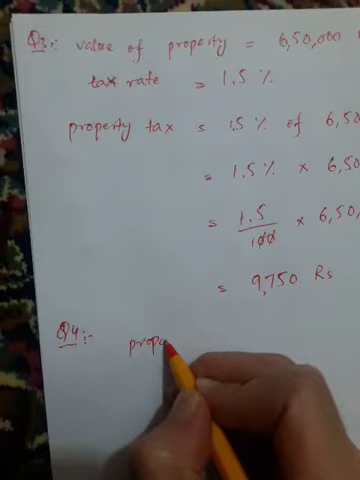 Q3:- value of property = 6,50,000
tax rate = 1.5 %
property tax = 1.5 % of 6,50
= 1.5 % × 6,50
= 1.5/100 × 6,50,
= 9,750 Rs
Q4:- prope